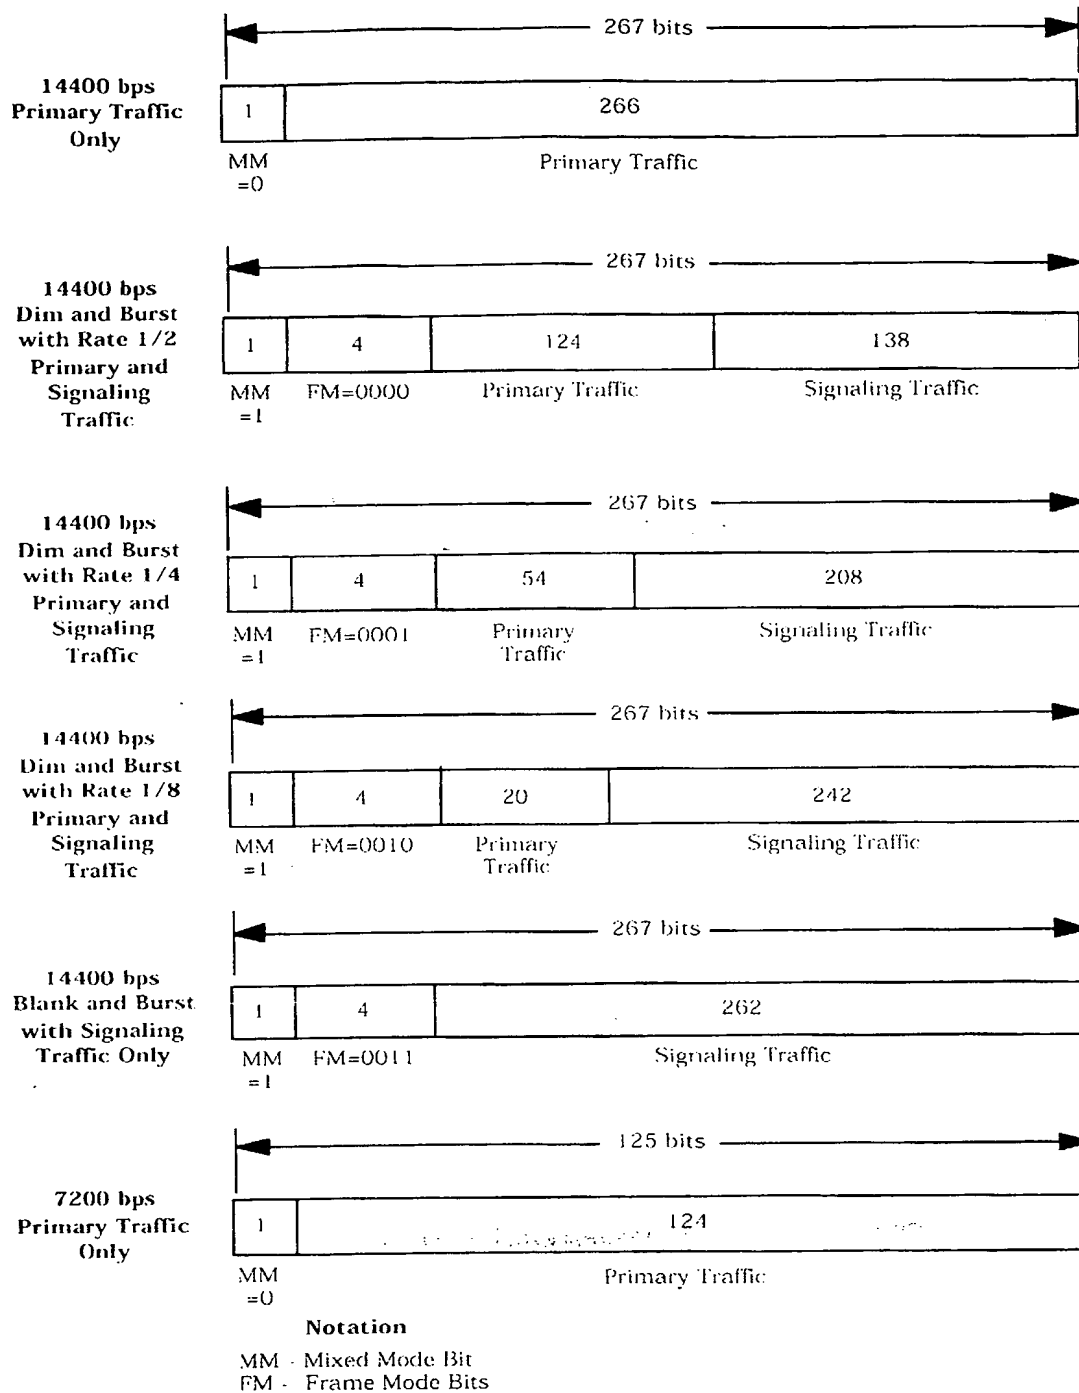 267 bits
14400 bps
Primary Traffic
Only
1
266
MM
=0
Primary Traffic
267 bits
14400 bps
Dim and Burst
with Rate 1/2
Primary and
Signaling
Traffic
1
4
124
138
MM
=1
FM=0000
Primary Traffic
Signaling Traffic
267 bits
14400 bps
Dim and Burst
with Rate 1/4
Primary and
Signaling
Traffic
1
4
54
208
MM
=1
FM=0001
Primary
Traffic
Signaling Traffic
267 bits
14400 bps
Dim and Burst
with Rate 1/8
Primary and
Signaling
Traffic
1
4
20
242
MM
=1
FM=0010
Primary
Traffic
Signaling Traffic
267 bits
14400 bps
Blank and Burst
with Signaling
Traffic Only
1
4
262
MM
=1
FM=0011
Signaling Traffic
125 bits
7200 bps
Primary Traffic
Only
1
124
MM
=0
Primary Traffic
Notation
MM - Mixed Mode Bit
FM - Frame Mode Bits